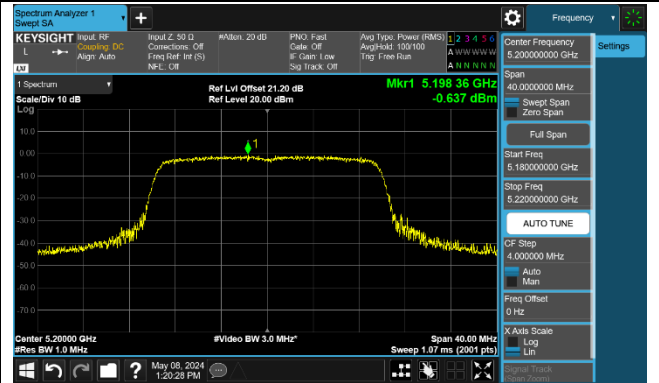 Spectrum Analyzer 1
Swept SA
+
Frequency
KEYSIGHT
L
LXI
Input: RF
Coupling: DC
Align: Auto
Input Z: 50 Ω
Corrections: Off
Freq Ref: Int (S)
NFE: Off
#Atten: 20 dB
PNO: Fast
Gate: Off
IF Gain: Low
Sig Track: Off
Avg Type: Power (RMS)
Avg|Hold: 100/100
Trig: Free Run
1 2 3 4 5 6
A W W W W W
A N N N N N
1 Spectrum
Scale/Div 10 dB
Log
Ref Lvl Offset 21.20 dB
Ref Level 20.00 dBm
Mkr1 5.198 36 GHz
-0.637 dBm
1
10.0
0.00
-10.0
-20.0
-30.0
-40.0
-50.0
-60.0
-70.0
Center 5.20000 GHz
#Res BW 1.0 MHz
#Video BW 3.0 MHz*
Span 40.00 MHz
Sweep 1.07 ms (2001 pts)
May 08, 2024
1:20:28 PM
?
Center Frequency
5.200000000 GHz
Settings
Span
40.0000000 MHz
Swept Span
Zero Span
Full Span
Start Freq
5.180000000 GHz
Stop Freq
5.220000000 GHz
AUTO TUNE
CF Step
4.000000 MHz
Auto
Man
Freq Offset
0 Hz
X Axis Scale
Log
Lin
Signal Track
(Span Zoom)